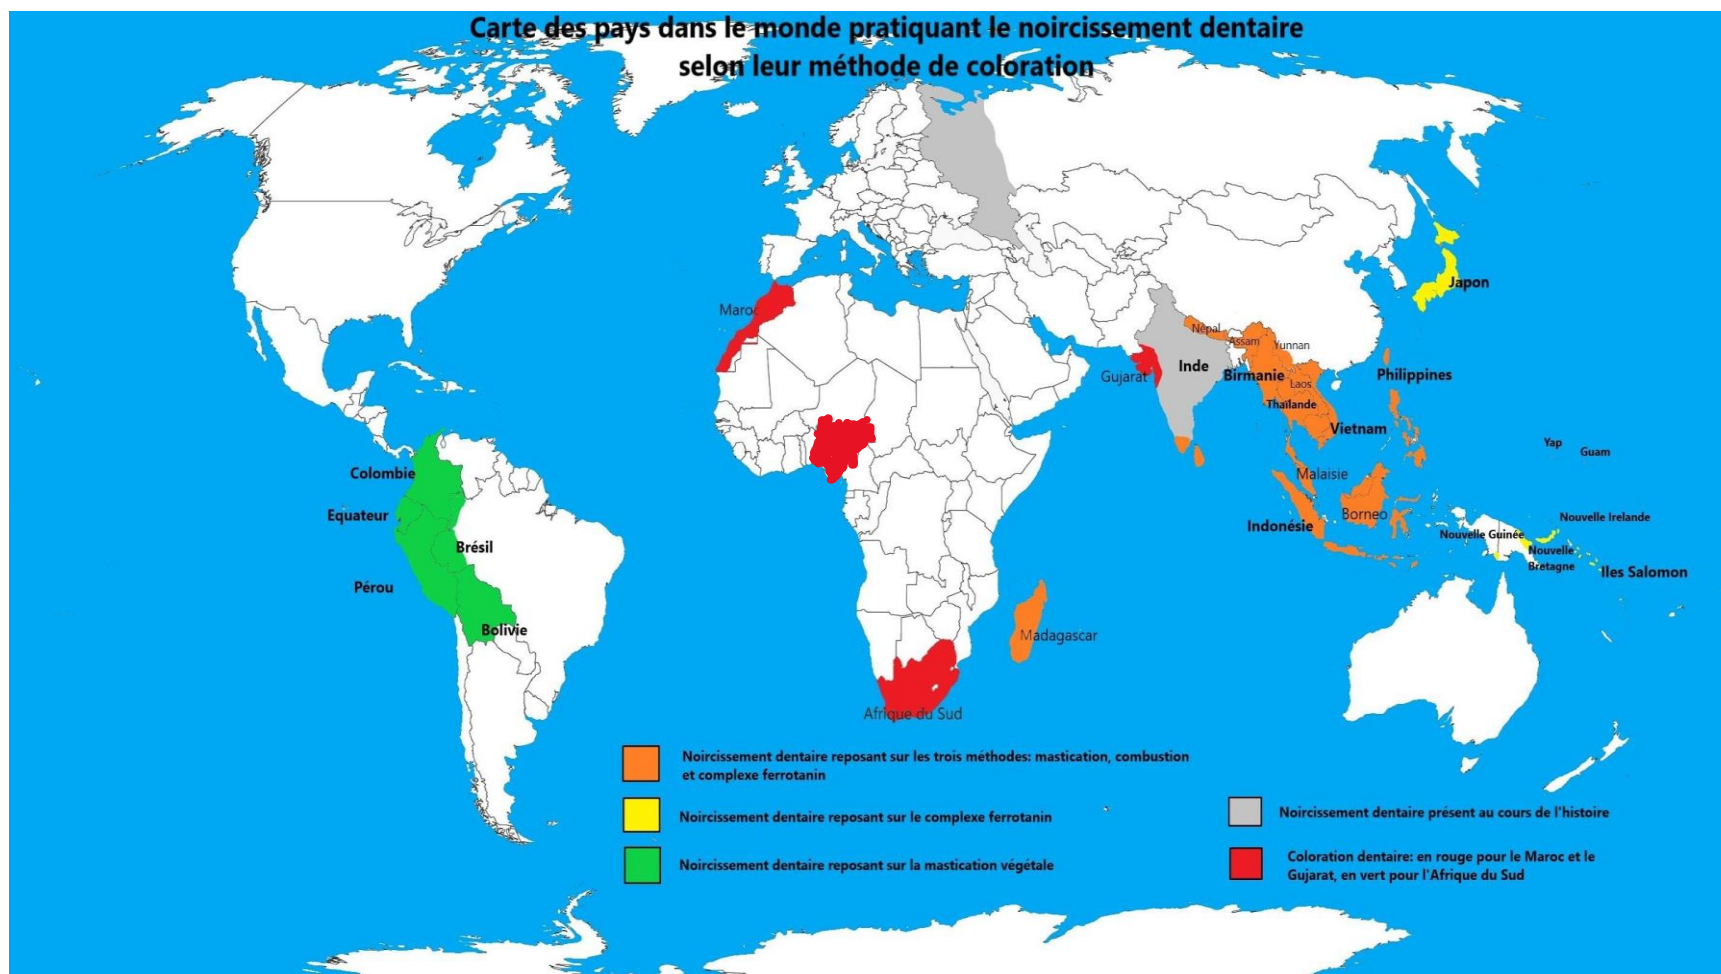 Carte des pays dans le monde pratiquant le noircissement dentaire
selon leur méthode de coloration
Maroc
Japon
Népal
Assam
Yunnan
Inde
Gujarat
Birmanie
Laos
Philippines
Thaïlande
Vietnam
Yap
Guam
Colombie
Malaisie
Equateur
Borneo
Indonésie
Nouvelle Irlande
Nouvelle Guinée
Brésil
Nouvelle
Bretagne
Iles Salomon
Pérou
Bolivie
Madagascar
Afrique du Sud
Noircissement dentaire reposant sur les trois méthodes: mastication, combustion
et complexe ferrotanin
Noircissement dentaire reposant sur le complexe ferrotanin
Noircissement dentaire reposant sur la mastication végétale
Noircissement dentaire présent au cours de l'histoire
Coloration dentaire: en rouge pour le Maroc et le
Gujarat, en vert pour l'Afrique du Sud